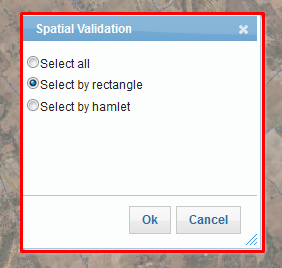 Spatial Validation
Select all
Select by rectangle
Select by hamlet
Ok Cancel